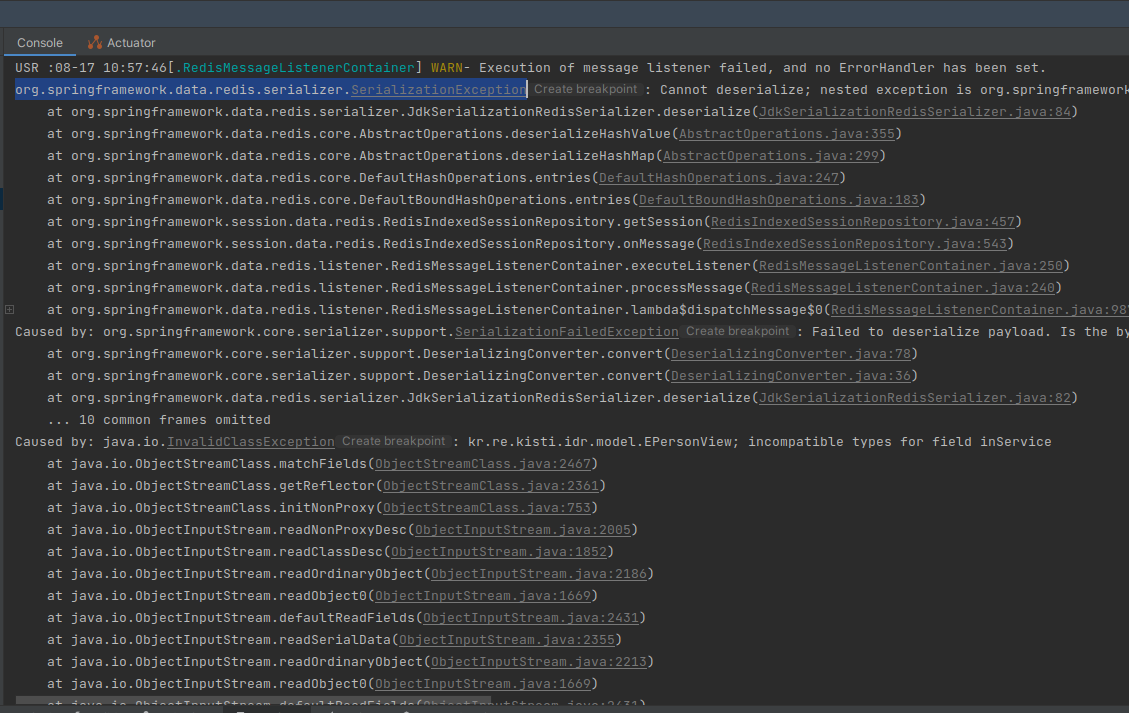 Console Actuator
USR :08-17 10:57:46[.RedisMessageListenerContainer] WARN- Execution of message listener failed, and no ErrorHandler has been set.
org.springframework.data.redis.serializer.SerializationException Create breakpoint : Cannot deserialize; nested exception is org.springframework
at org.springframework.data.redis.serializer.JdkSerializationRedisSerializer.deserialize(JdkSerializationRedisSerializer.java:84)
at org.springframework.data.redis.core.AbstractOperations.deserializeHashValue(AbstractOperations.java:355)
at org.springframework.data.redis.core.AbstractOperations.deserializeHashMap(AbstractOperations.java:299)
at org.springframework.data.redis.core.DefaultHashOperations.entries(DefaultHashOperations.java:247)
at org.springframework.data.redis.core.DefaultBoundHashOperations.entries(DefaultBoundHashOperations.java:183)
at org.springframework.session.data.redis.RedisIndexedSessionRepository.getSession(RedisIndexedSessionRepository.java:457)
at org.springframework.session.data.redis.RedisIndexedSessionRepository.onMessage(RedisIndexedSessionRepository.java:543)
at org.springframework.data.redis.listener.RedisMessageListenerContainer.executeListener(RedisMessageListenerContainer.java:250)
at org.springframework.data.redis.listener.RedisMessageListenerContainer.processMessage(RedisMessageListenerContainer.java:240)
at org.springframework.data.redis.listener.RedisMessageListenerContainer.lambda$dispatchMessage$0(RedisMessageListenerContainer.java:98
Caused by: org.springframework.core.serializer.support.SerializationFailedException Create breakpoint : Failed to deserialize payload. Is the by
at org.springframework.core.serializer.support.DeserializingConverter.convert(DeserializingConverter.java:78)
at org.springframework.core.serializer.support.DeserializingConverter.convert(DeserializingConverter.java:36)
at org.springframework.data.redis.serializer.JdkSerializationRedisSerializer.deserialize(JdkSerializationRedisSerializer.java:82)
... 10 common frames omitted
Caused by: java.io.InvalidClassException Create breakpoint : kr.re.kisti.idr.model.EPersonView; incompatible types for field inService
at java.io.ObjectStreamClass.matchFields(ObjectStreamClass.java:2467)
at java.io.ObjectStreamClass.getReflector(ObjectStreamClass.java:2361)
at java.io.ObjectStreamClass.initNonProxy(ObjectStreamClass.java:753)
at java.io.ObjectInputStream.readNonProxyDesc(ObjectInputStream.java:2005)
at java.io.ObjectInputStream.readClassDesc(ObjectInputStream.java:1852)
at java.io.ObjectInputStream.readOrdinaryObject(ObjectInputStream.java:2186)
at java.io.ObjectInputStream.readObject0(ObjectInputStream.java:1669)
at java.io.ObjectInputStream.defaultReadFields(ObjectInputStream.java:2431)
at java.io.ObjectInputStream.readSerialData(ObjectInputStream.java:2355)
at java.io.ObjectInputStream.readOrdinaryObject(ObjectInputStream.java:2213)
at java.io.ObjectInputStream.readObject0(ObjectInputStream.java:1669)
at java.io.ObjectInputStream.defaultReadFields(ObjectInputStream.java:2431)